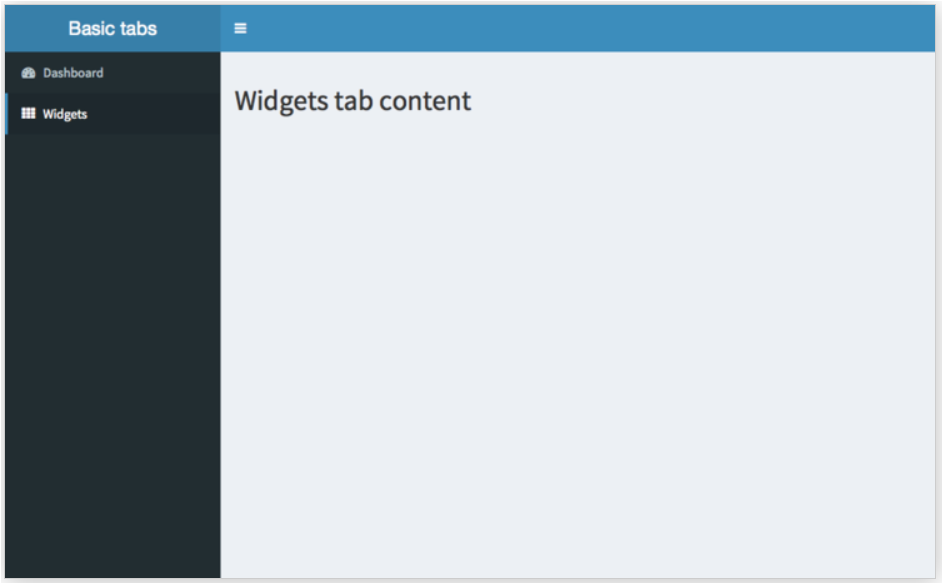 Basic tabs
Dashboard
Widgets
Widgets tab content